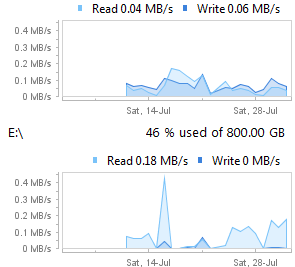 Read 0.04 MB/s Write 0.06 MB/s
0.4 MB/s
0.3 MB/s
0.2 MB/s
0.1 MB/s
0 MB/s
Sat, 14-Jul Sat, 28-Jul
E:\ 46 % used of 800.00 GB
Read 0.18 MB/s Write 0 MB/s
0.4 MB/s
0.3 MB/s
0.2 MB/s
0.1 MB/s
0 MB/s
Sat, 14-Jul Sat, 28-Jul